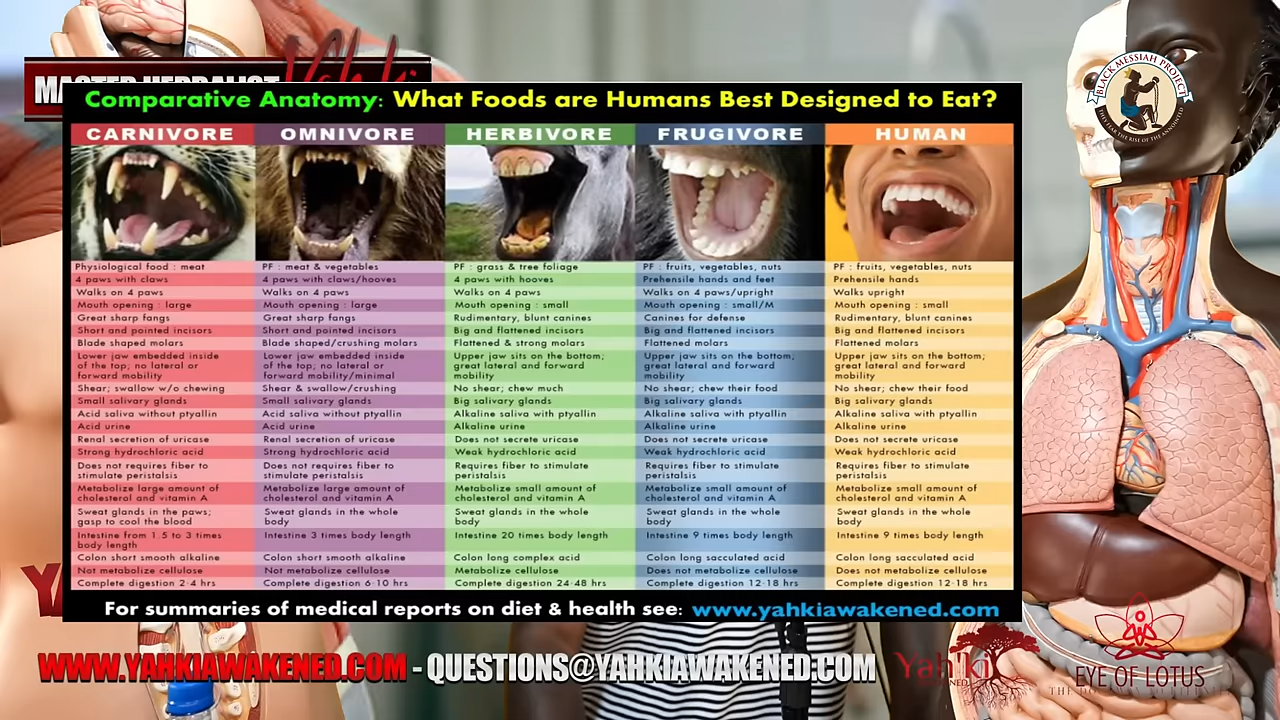 MASTER HERBALIST
Yah'ki
BLACK MESSIAH PROJECT
THEY FEAR THE RISE OF THE ANNOINTED
Comparative Anatomy: What Foods are Humans Best Designed to Eat?
CARNIVORE OMNIVORE HERBIVORE FRUGIVORE HUMAN
Physiological food : meat
4 paws with claws
Walks on 4 paws
Mouth opening : large
Great sharp fangs
Short and pointed incisors
Blade shaped molars
Lower jaw embedded inside
of the top; no lateral or
forward mobility
Shear; swallow w/o chewing
Small salivary glands
Acid saliva without ptyallin
Acid urine
Renal secretion of uricase
Strong hydrochloric acid
Does not requires fiber to
stimulate peristalsis
Metabolize large amount of
cholesterol and vitamin A
Sweat glands in the paws;
gasp to cool the blood
Intestine from 1.5 to 3 times
body length
Colon short smooth alkaline
Not metabolize cellulose
Complete digestion 2-4 hrs
PF : meat & vegetables
4 paws with claws/hooves
Walks on 4 paws
Mouth opening : large
Great sharp fangs
Short and pointed incisors
Blade shaped/crushing molars
Lower jaw embedded inside
of the top; no lateral or
forward mobility/minimal
Shear & swallow/crushing
Small salivary glands
Acid saliva without ptyallin
Acid urine
Renal secretion of uricase
Strong hydrochloric acid
Does not requires fiber to
stimulate peristalsis
Metabolize large amount of
cholesterol and vitamin A
Sweat glands in the whole
body
Intestine 3 times body length
Colon short smooth alkaline
Not metabolize cellulose
Complete digestion 6-10 hrs
PF : grass & tree foliage
4 paws with hooves
Walks on 4 paws
Mouth opening : small
Rudimentary, blunt canines
Big and flattened incisors
Flattened & strong molars
Upper jaw sits on the bottom;
great lateral and forward
mobility
No shear; chew much
Big salivary glands
Alkaline saliva with ptyallin
Alkaline urine
Does not secrete uricase
Weak hydrochloric acid
Requires fiber to stimulate
peristalsis
Metabolize small amount of
cholesterol and vitamin A
Sweat glands in the whole
body
Intestine 20 times body length
Colon long complex acid
Metabolize cellulose
Complete digestion 24-48 hrs
PF : fruits, vegetables, nuts
Prehensile hands and feet
Walks on 4 paws/upright
Mouth opening : small/M
Canines for defense
Big and flattened incisors
Flattened molars
Upper jaw sits on the bottom;
great lateral and forward
mobility
No shear; chew their food
Big salivary glands
Alkaline saliva with ptyallin
Alkaline urine
Does not secrete uricase
Weak hydrochloric acid
Requires fiber to stimulate
peristalsis
Metabolize small amount of
cholesterol and vitamin A
Sweat glands in the whole
body
Intestine 9 times body length
Colon long sacculated acid
Does not metabolize cellulose
Complete digestion 12-18 hrs
PF : fruits, vegetables, nuts
Prehensile hands
Walks upright
Mouth opening : small
Rudimentary, blunt canines
Big and flattened incisors
Flattened molars
Upper jaw sits on the bottom;
great lateral and forward
mobility
No shear; chew their food
Big salivary glands
Alkaline saliva with ptyallin
Alkaline urine
Does not secrete uricase
Weak hydrochloric acid
Requires fiber to stimulate
peristalsis
Metabolize small amount of
cholesterol and vitamin A
Sweat glands in the whole
body
Intestine 9 times body length
Colon long sacculated acid
Does not metabolize cellulose
Complete digestion 12-18 hrs
For summaries of medical reports on diet & health see: www.yahkiawakened.com
WWW.YAHKIAWAKENED.COM - QUESTIONS@YAHKIAWAKENED.COM
Yah'ki
EYE OF LOTUS